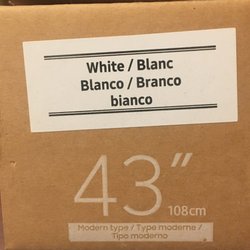 White / Blanc
Blanco / Branco
bianco
43”
108cm
Modern type / Type moderne /
Tipo moderno